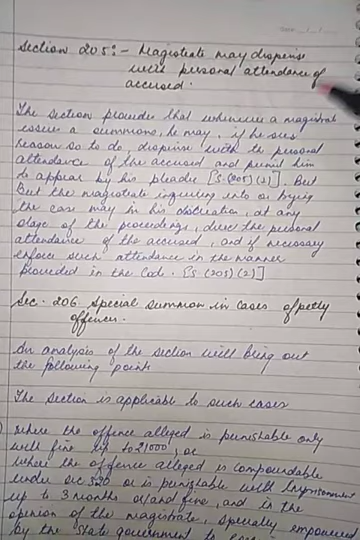 Section 205:- Magistrate may dispense
with personal attendance of
accused.
The section provides that whenever a magistrat
issues a summons, he may, if he sees
reason so to do, dispense with the personal
attendance of the accused and permit him
to appear by his pleader [S.(205)(2)]. But
But the magistrate inquiring into or trying
the case may in his discretion, at any
stage of the proceedings, direct the personal
attendance of the accused, and if necessary
enforce such attendance in the manner
provided in the Code. [S (205)(2)]
Sec. 206 Special summon in cases of petty
offence.
An analysis of the section will bring out
the following points
The section is applicable to such cases
where the offence alleged is punishable only
with fine up to 1000, or
where the offence alleged is compoundable
under sec 320 or is punishable with Imprisonment
up to 3 months or/and fine, and in the
opinion of the magistrate, specially empowered
by the State government to